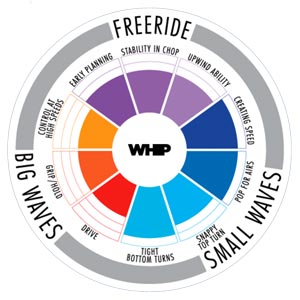 FREERIDE
STABILITY IN CHOP
UPWIND ABILITY
CREATING SPEED
POP FOR AIRS
SNAPPY
TOP TURN
TIGHT
BOTTOM TURNS
DRIVE
GRIP/HOLD
CONTROL AT
HIGH SPEEDS
EARLY PLANNING
SMALL WAVES
BIG WAVES
WHIP